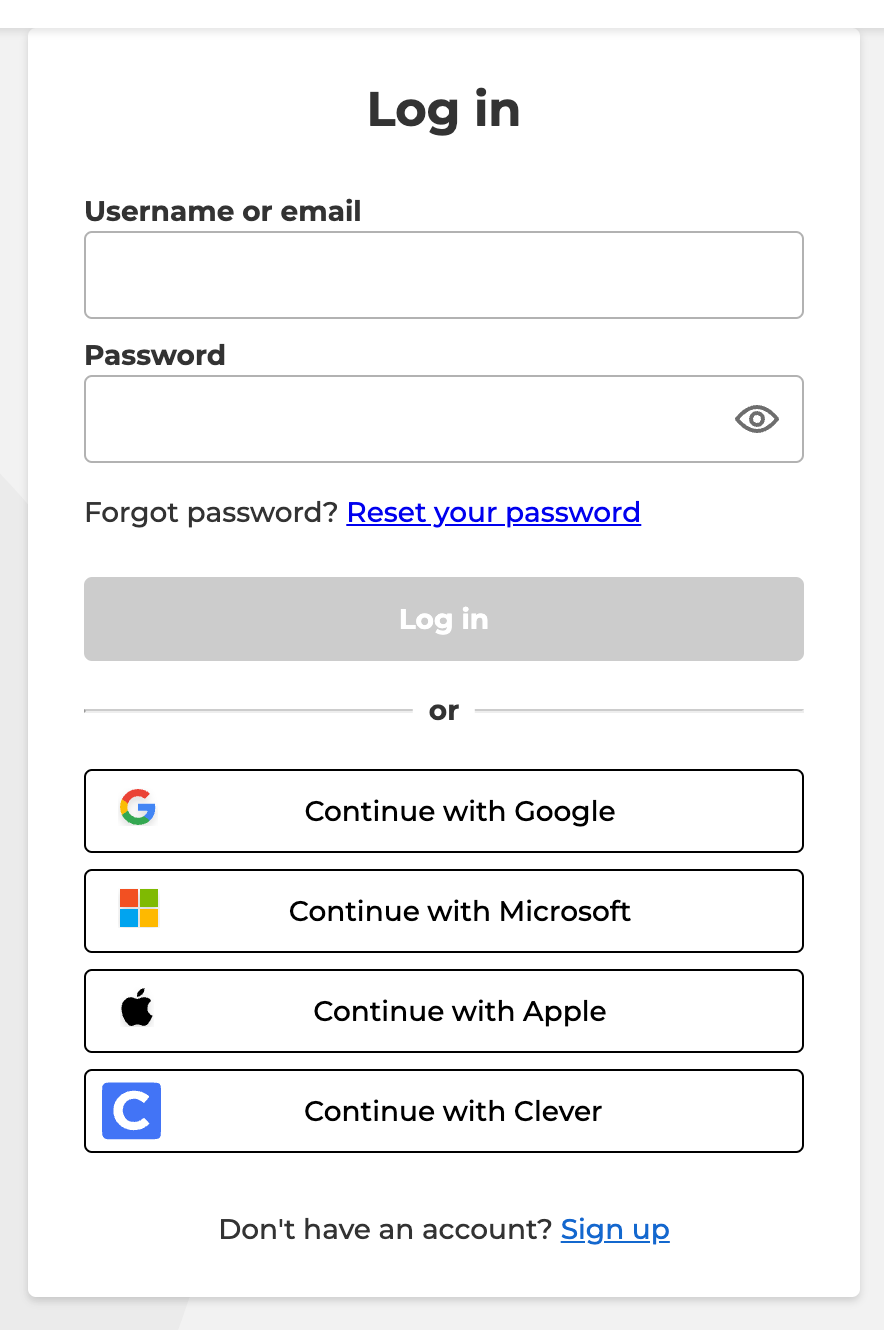 Log in
Username or email
Password
Forgot password? Reset your password
Log in
or
Continue with Google
Continue with Microsoft
Continue with Apple
Continue with Clever
Don't have an account? Sign up